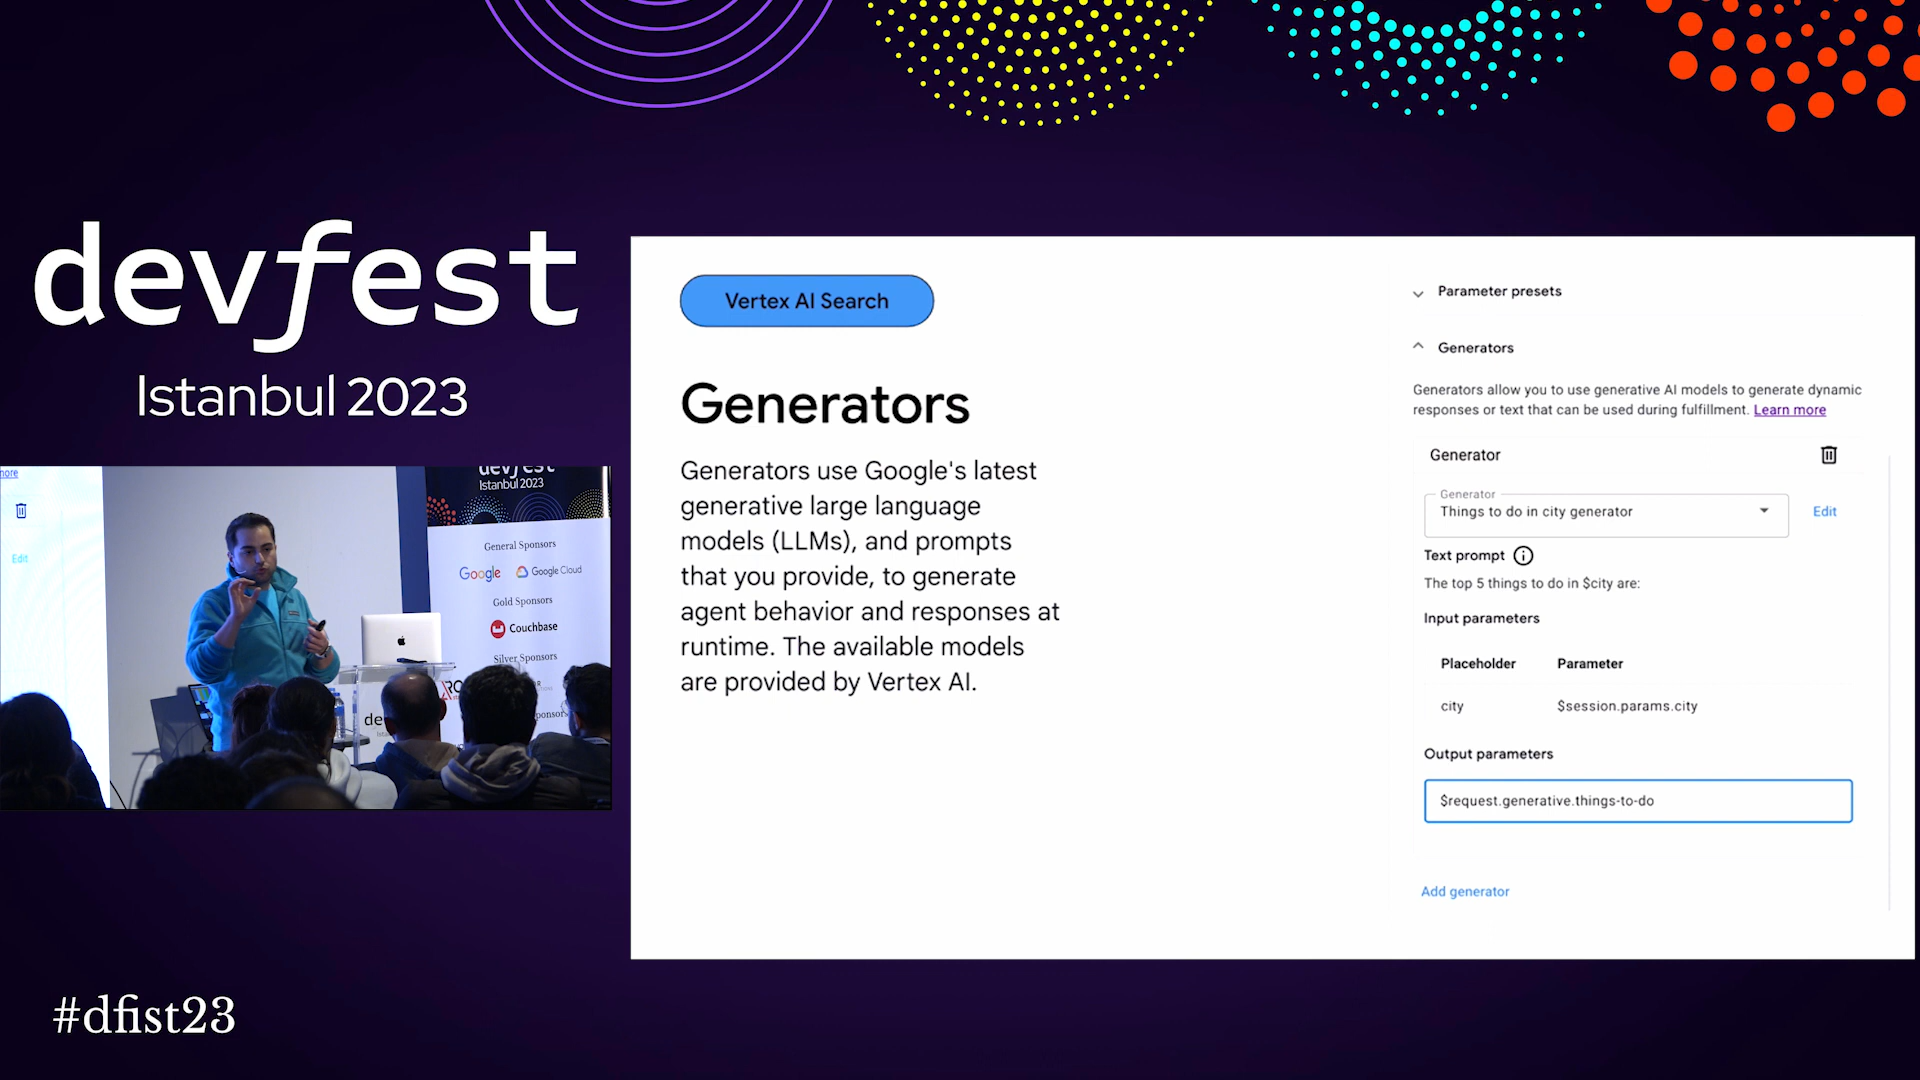 devfest
Istanbul 2023
more
Edit
devfest
Istanbul 2023
General Sponsors
Google
Google Cloud
Gold Sponsors
Couchbase
Silver Sponsors
de
#dfist23
Vertex AI Search
Generators
Generators use Google's latest
generative large language
models (LLMs), and prompts
that you provide, to generate
agent behavior and responses at
runtime. The available models
are provided by Vertex AI.
Parameter presets
Generators
Generators allow you to use generative AI models to generate dynamic
responses or text that can be used during fulfillment. Learn more
Generator
Generator
Things to do in city generator
Edit
Text prompt
The top 5 things to do in $city are:
Input parameters
Placeholder Parameter
city $session.params.city
Output parameters
$request.generative.things-to-do
Add generator